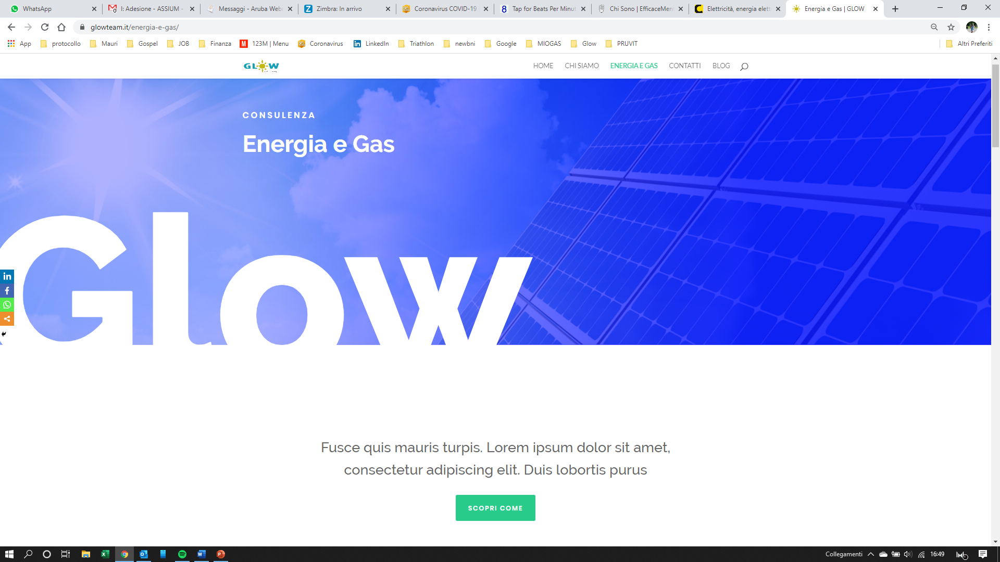 WhatsApp
I: Adesione - ASSIUM -
Messaggi - Aruba Web
Zimbra: In arrivo
Coronavirus COVID-19
Tap for Beats Per Minut
Chi Sono | EfficaceMen
Elettricità, energia elett
Energia e Gas | GLOW
glowteam.it/energia-e-gas/
App
protocollo
Mauri
Gospel
JOB
Finanza
123M | Menu
Coronavirus
LinkedIn
Triathlon
newbni
Google
MIOGAS
Glow
PRUVIT
Altri Preferiti
GLOW
HOME
CHI SIAMO
ENERGIA E GAS
CONTATTI
BLOG
CONSULENZA
Energia e Gas
Glow
Fusce quis mauris turpis. Lorem ipsum dolor sit amet,
consectetur adipiscing elit. Duis lobortis purus
SCOPRI COME
Collegamenti
16:49